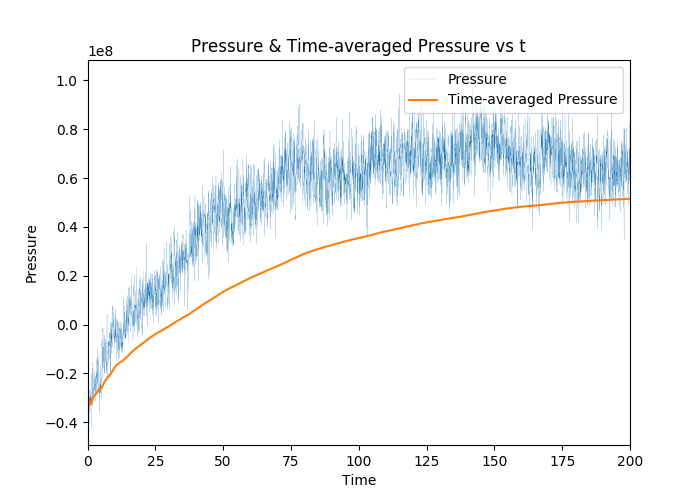 Pressure & Time-averaged Pressure vs t
1e8
Pressure
Time-averaged Pressure
1.0
0.8
0.6
0.4
0.2
0.0
−0.2
−0.4
Pressure
0
25
50
75
100
125
150
175
200
Time